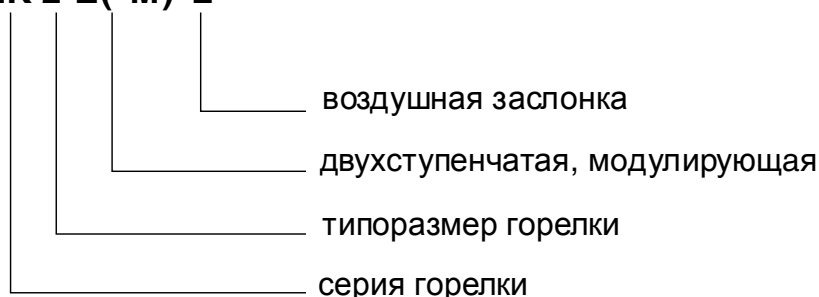 воздушная заслонка
двухступенчатая, модулирующая
типоразмер горелки
серия горелки